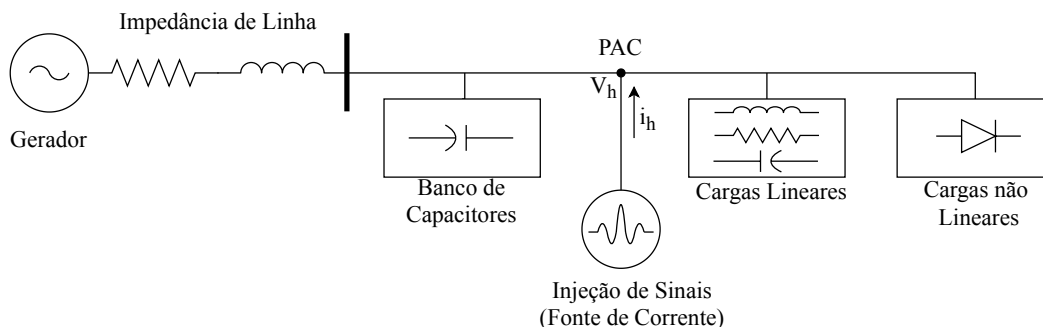 Impedância de Linha
Gerador
Banco de
Capacitores
PAC
V_h
i_h
Injeção de Sinais
(Fonte de Corrente)
Cargas Lineares
Cargas não
Lineares